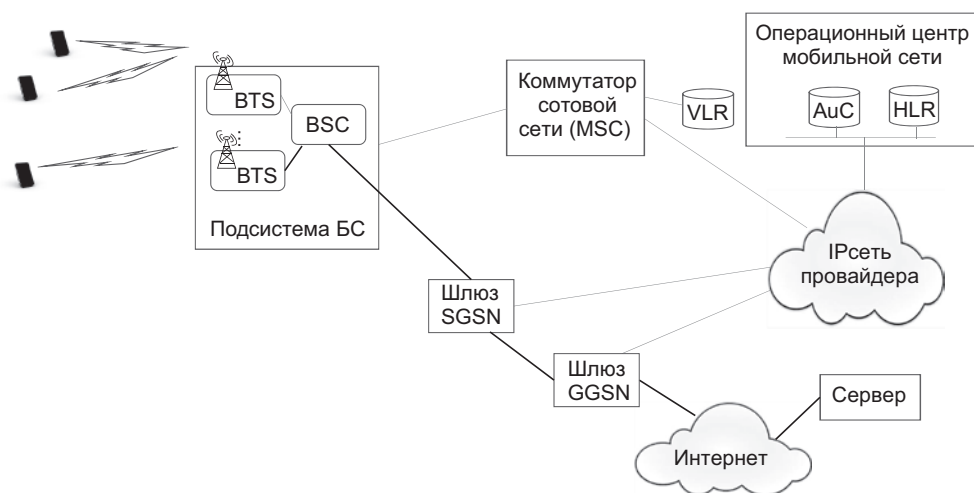 Операционный центр
мобильной сети
AuC
HLR
Коммутатор
сотовой
сети (MSC)
VLR
BTS
BSC
BTS
Подсистема БС
IPсеть
провайдера
Шлюз
SGSN
Шлюз
GGSN
Сервер
Интернет